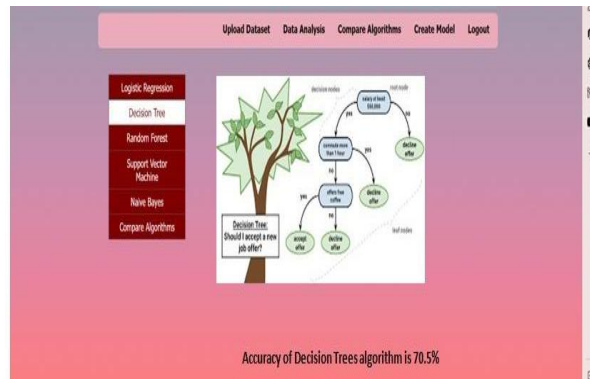 Upload Dataset Data Analysis Compare Algorithms Create Model Logout
Logistic Regression
Decision Tree
Random Forest
Support Vector
Machine
Naive Bayes
Compare Algorithms
decision nodes
root node
salary at least
$50,000
yes
no
commute more
than 1 hour
decline
offer
yes
no
offers free
coffee
decline
offer
yes
no
Decision Tree:
Should I accept a new
job offer?
accept
offer
decline
offer
leaf nodes
Accuracy of Decision Trees algorithm is 70.5%